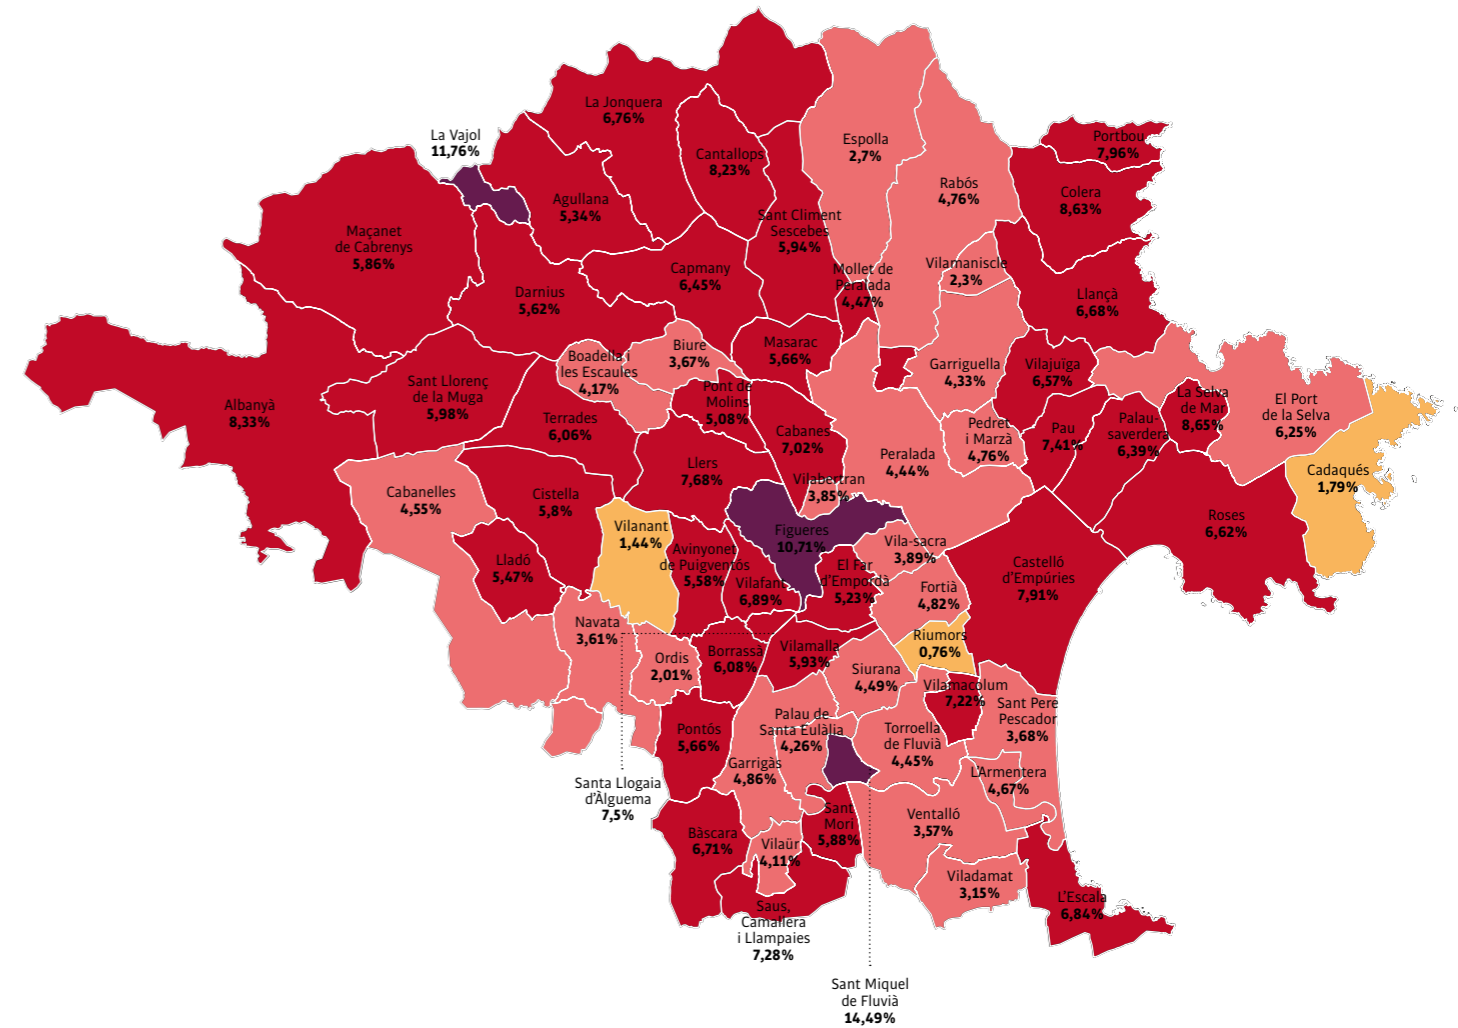 La Jonquera
6,76%
La Vajol
11,76%
Cantallops
8,23%
Espolla
2,7%
Portbou
7,96%
Rabós
4,76%
Colera
8,63%
Agullana
5,34%
Maçanet
de Cabrenys
5,86%
Sant Climent
Sescebes
5,94%
Capmany
6,45%
Mollet de
Peralada
4,47%
Vilamaniscle
2,3%
Darnius
5,62%
Llançà
6,68%
Masarac
5,66%
Biure
3,67%
Boadella i
les Escaules
4,17%
Garriguella
4,33%
Vilajuïga
6,57%
Sant Llorenç
de la Muga
5,98%
Albanyà
8,33%
Pont de
Molins
5,08%
La Selva
de Mar
8,65%
El Port
de la Selva
6,25%
Terrades
6,06%
Cabanes
7,02%
Pedret
i Marzà
4,76%
Pau
7,41%
Palau-
saverdera
6,39%
Peralada
4,44%
Llers
7,68%
Vilabertran
3,85%
Cadaqués
1,79%
Cabanelles
4,55%
Cistella
5,8%
Roses
6,62%
Vilanant
1,44%
Figueres
10,71%
Vila-sacra
3,89%
Avinyonet
de Puigventós
5,58%
El Far
d'Empordà
5,23%
Castelló
d'Empúries
7,91%
Lladó
5,47%
Vilafant
6,89%
Fortià
4,82%
Navata
3,61%
Riumors
0,76%
Ordis
2,01%
Borrassà
6,08%
Vilamalla
5,93%
Siurana
4,49%
Vilamacolum
7,22%
Sant Pere
Pescador
3,68%
Pontós
5,66%
Palau de
Santa Eulàlia
4,26%
Torroella
de Fluvià
4,45%
Garrigàs
4,86%
L'Armentera
4,67%
Santa Llogaia
d'Àlguema
7,5%
Sant
Mori
5,88%
Ventalló
3,57%
Bàscara
6,71%
Vilaür
4,11%
Viladamat
3,15%
L'Escala
6,84%
Saus,
Camallera
i Llampaies
7,28%
Sant Miquel
de Fluvià
14,49%